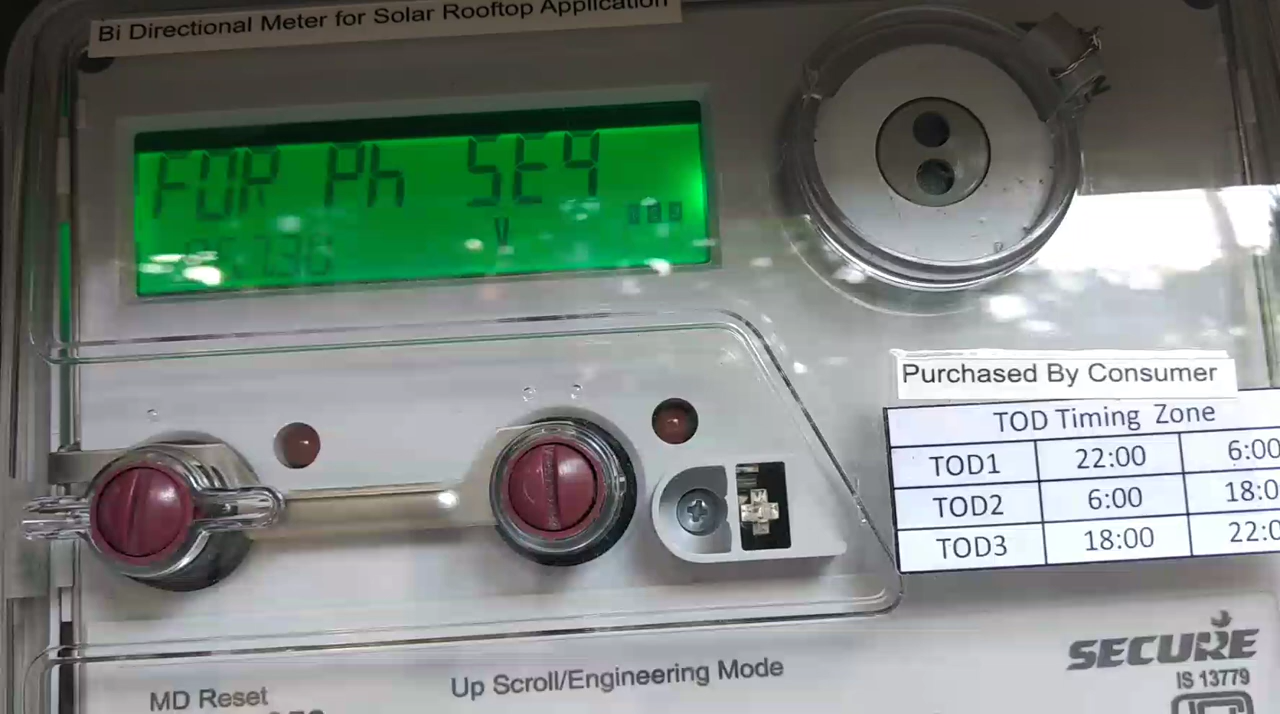 Bi Directional Meter for Solar Rooftop Application
FOR Ph SEY
V
Purchased By Consumer
TOD Timing Zone
TOD1 22:00 6:00
TOD2 6:00 18:0
TOD3 18:00 22:0
SECURE
IS 13779
Up Scroll/Engineering Mode
MD Reset